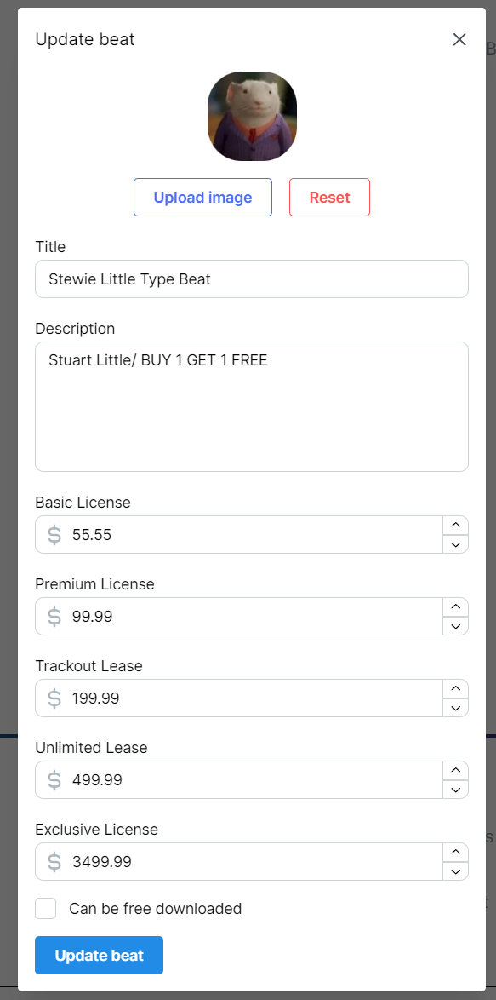 Update beat
B
Upload image
Reset
Title
Stewie Little Type Beat
Description
Stuart Little/ BUY 1 GET 1 FREE
Basic License
$ 55.55
Premium License
$ 99.99
Trackout Lease
$ 199.99
Unlimited Lease
$ 499.99
Exclusive License
s
$ 3499.99
Can be free downloaded
Update beat